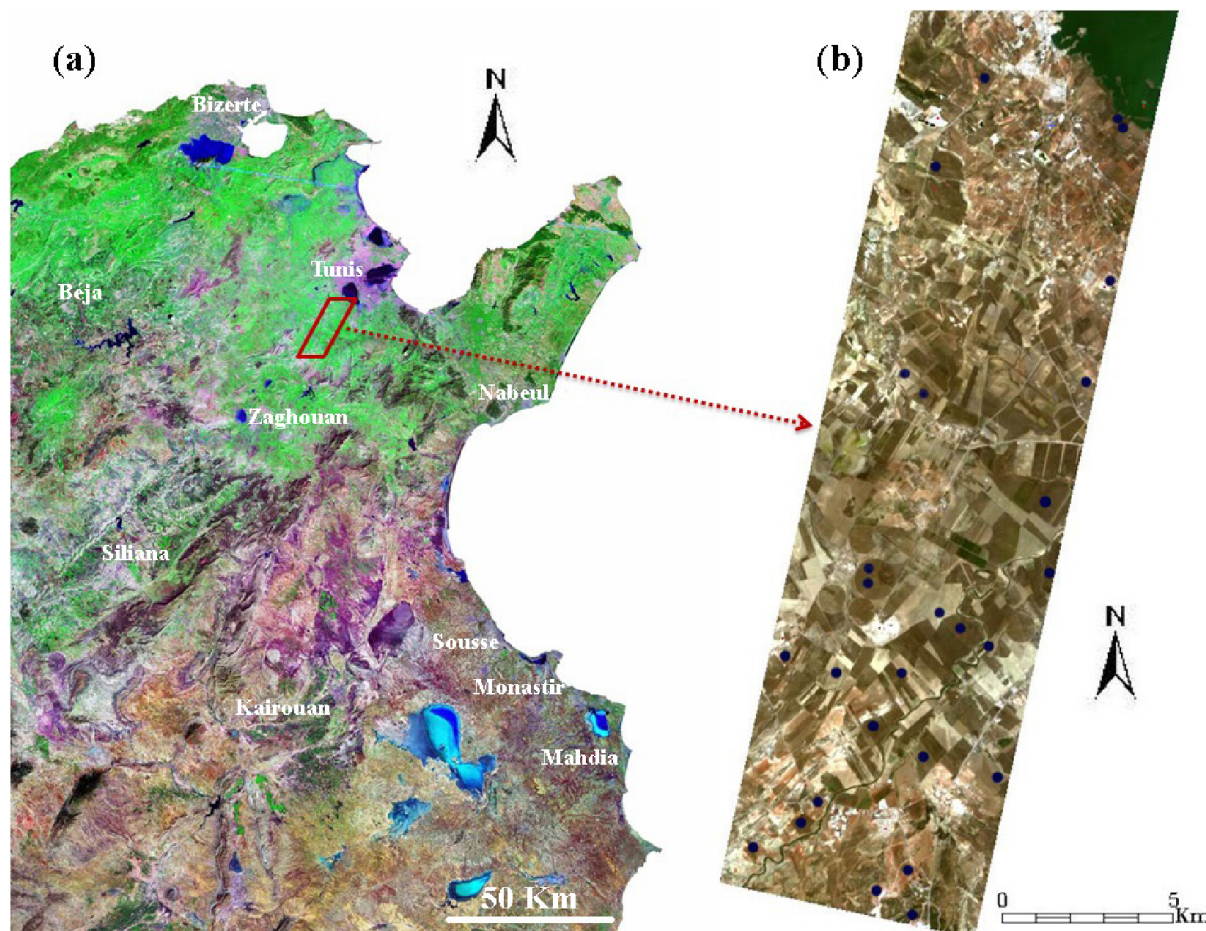 (a)
N
Bizerte
Tunis
Béja
Nabeul
Zaghouan
Siliana
Sousse
Monastir
Kairouan
Mahdia
50 Km
(b)
N
0
5
Km